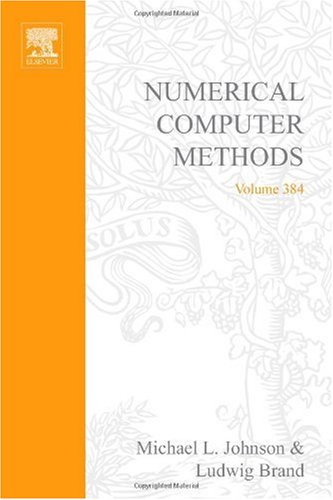 ELSEVIER
NUMERICAL
COMPUTER
METHODS
Volume 384
SOLUS
Michael L. Johnson &
Ludwig Brand